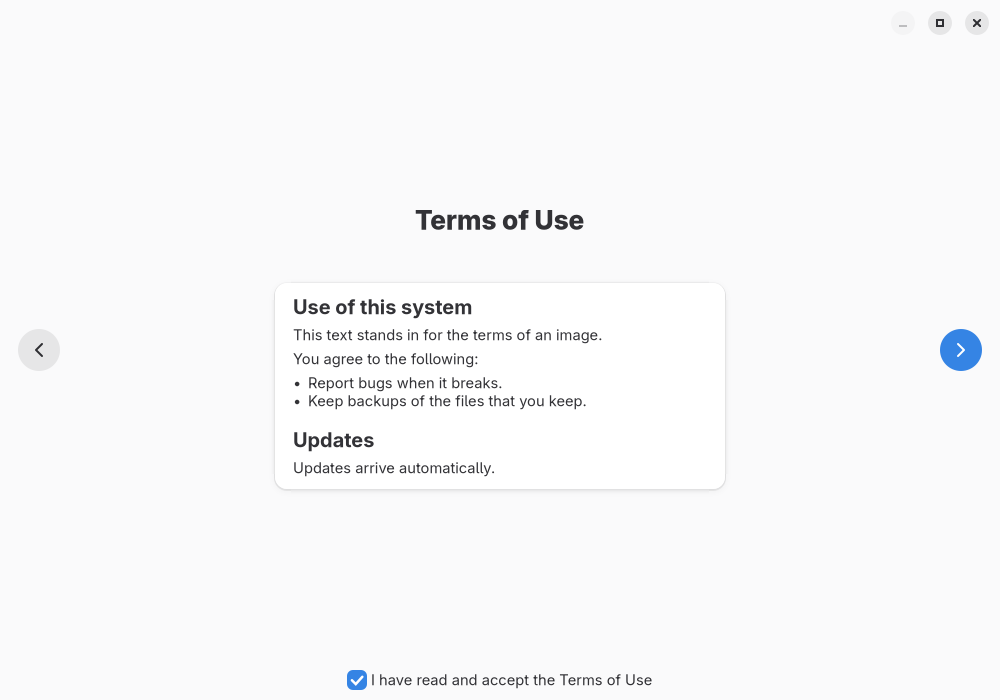 Terms of Use
Use of this system
This text stands in for the terms of an image.
You agree to the following:
• Report bugs when it breaks.
• Keep backups of the files that you keep.
Updates
Updates arrive automatically.
I have read and accept the Terms of Use